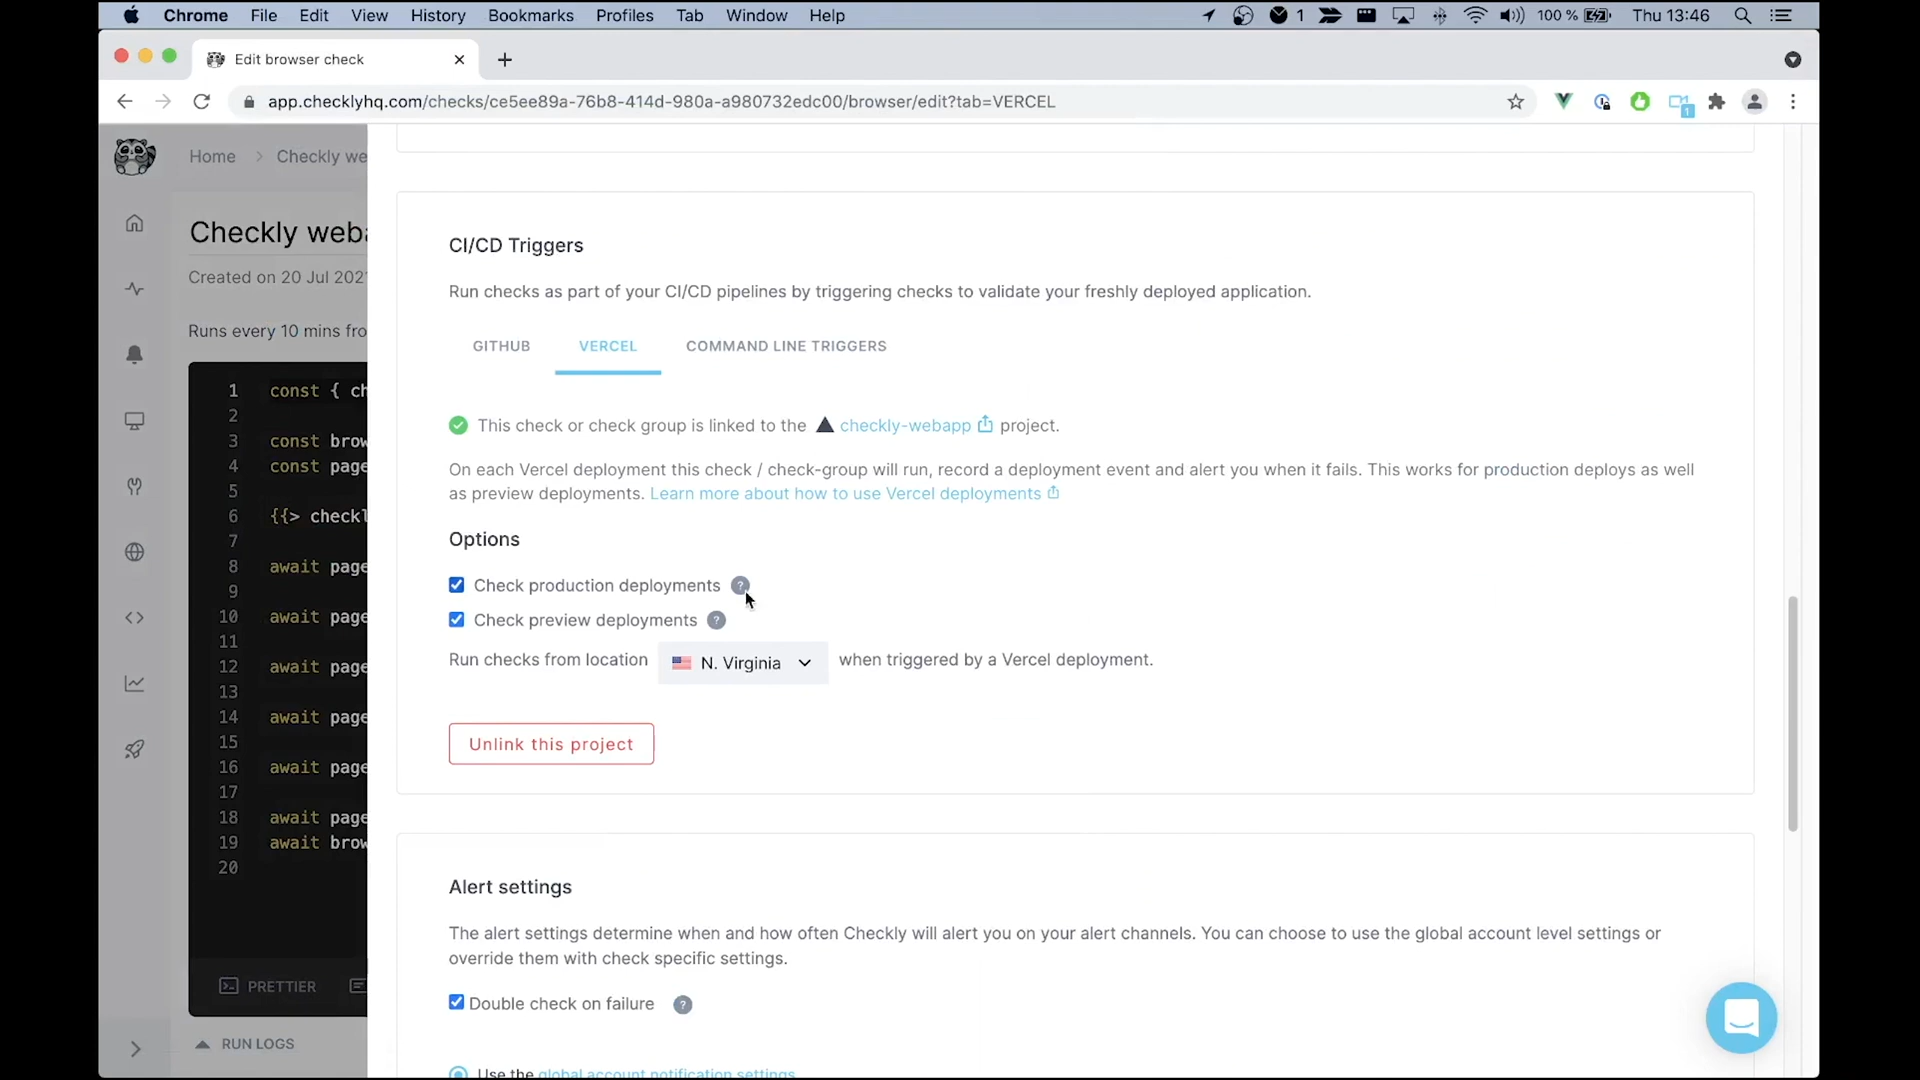 Chrome File Edit View History Bookmarks Profiles Tab Window Help 1 100 % Thu 13:46
Edit browser check
app.checklyhq.com/checks/ce5ee89a-76b8-414d-980a-a980732edc00/browser/edit?tab=VERCEL
1
Home > Checkly we
Checkly weba
Created on 20 Jul 202
Runs every 10 mins fro
1 const { ch
2
3 const brow
4 const page
5
6 {{> checkl
7
8 await page
9
10 await page
11
12 await page
13
14 await page
15
16 await page
17
18 await page
19 await brow
20
PRETTIER
RUN LOGS
CI/CD Triggers
Run checks as part of your CI/CD pipelines by triggering checks to validate your freshly deployed application.
GITHUB VERCEL COMMAND LINE TRIGGERS
This check or check group is linked to the checkly-webapp project.
On each Vercel deployment this check / check-group will run, record a deployment event and alert you when it fails. This works for production deploys as well
as preview deployments. Learn more about how to use Vercel deployments
Options
Check production deployments ?
Check preview deployments ?
Run checks from location N. Virginia when triggered by a Vercel deployment.
Unlink this project
Alert settings
The alert settings determine when and how often Checkly will alert you on your alert channels. You can choose to use the global account level settings or
override them with check specific settings.
Double check on failure ?
Use the global account notification settings